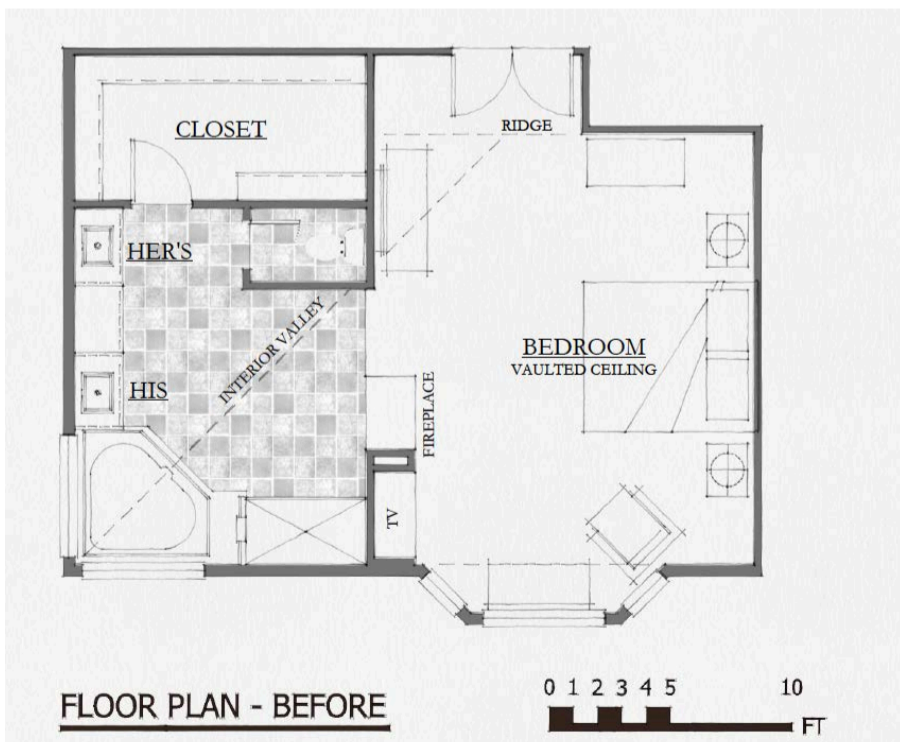 CLOSET
RIDGE
HER'S
INTERIOR VALLEY
BEDROOM
VAULTED CEILING
HIS
FIREPLACE
TV
FLOOR PLAN - BEFORE
0 1 2 3 4 5 10
FT